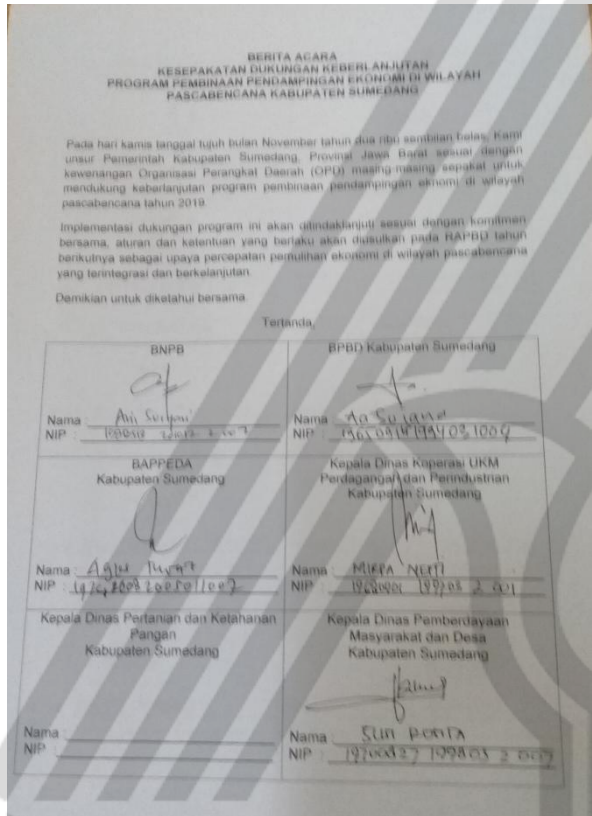 BERITA ACARA
KESEPAKATAN DUKUNGAN KEBERLANJUTAN
PROGRAM PEMBINAAN PENDAMPINGAN EKONOMI DI WILAYAH
PASCABENCANA KABUPATEN SUMEDANG
Pada hari kamis tanggal tujuh bulan November tahun dua ribu sembilan belas, Kami
unsur Pemerintah Kabupaten Sumedang, Provinsi Jawa Barat sesuai dengan
kewenangan Organisasi Perangkat Daerah (OPD) masing-masing sepakat untuk
mendukung keberlanjutan program pembinaan pendampingan eknomi di wilayah
pascabencana tahun 2019.
Implementasi dukungan program ini akan ditindaklanjuti sesuai dengan komitmen
bersama, aturan dan ketentuan yang berlaku akan diusulkan pada RAPBD tahun
berikutnya sebagai upaya percepatan pemulihan ekonomi di wilayah pascabencana
yang terintegrasi dan berkelanjutan.
Demikian untuk diketahui bersama.
Tertanda,
BNPB
Nama :
NIP :
BPBD Kabupaten Sumedang
Nama :
NIP :
BAPPEDA
Kabupaten Sumedang
Nama : Agus
NIP :
Kepala Dinas Koperasi UKM
Perdagangan dan Perindustrian
Kabupaten Sumedang
Nama :
NIP :
Kepala Dinas Pertanian dan Ketahanan
Pangan
Kabupaten Sumedang
Nama :
NIP :
Kepala Dinas Pemberdayaan
Masyarakat dan Desa
Kabupaten Sumedang
Nama :
NIP :